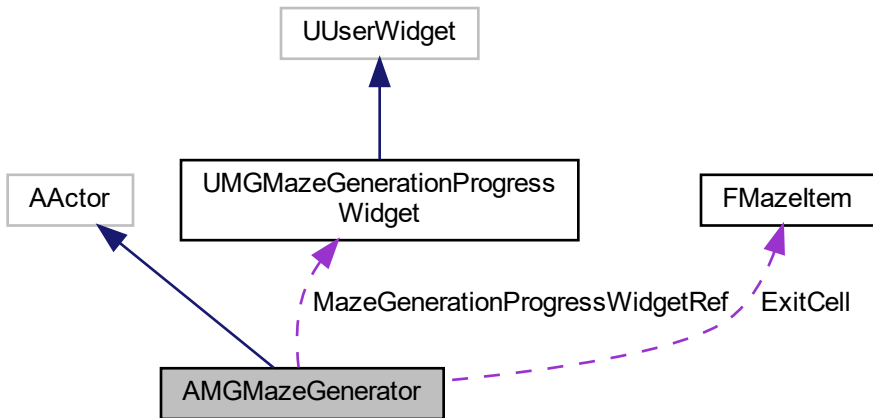 UUserWidget
AActor
UMGMazeGenerationProgress
Widget
FMazeItem
MazeGenerationProgressWidgetRef
ExitCell
AMGMazeGenerator